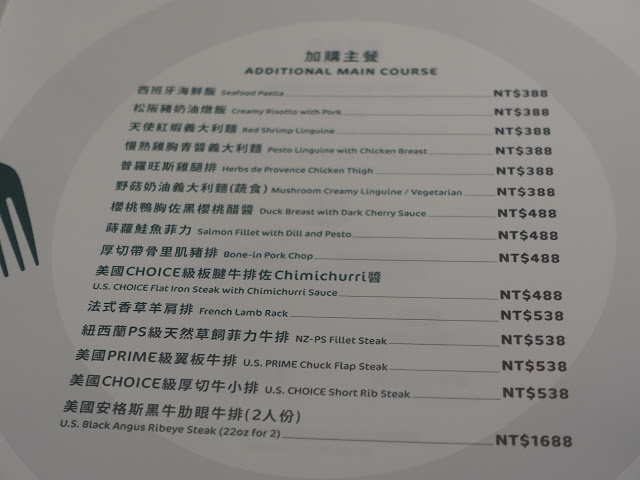 加購主餐
ADDITIONAL MAIN COURSE
西班牙海鮮飯 Seafood Paella NT$388
松阪豬奶油燉飯 Creamy Risotto with Pork NT$388
天使紅蝦義大利麵 Red Shrimp Linguine NT$388
慢熟雞胸青醬義大利麵 Pesto Linguine with Chicken Breast NT$388
普羅旺斯雞腿排 Herbs de Provence Chicken Thigh NT$388
野菇奶油義大利麵(蔬食) Mushroom Creamy Linguine / Vegetarian NT$388
櫻桃鴨胸佐黑櫻桃醋醬 Duck Breast with Dark Cherry Sauce NT$488
蒔蘿鮭魚菲力 Salmon Fillet with Dill and Pesto NT$488
厚切帶骨里肌豬排 Bone-in Pork Chop NT$488
美國CHOICE級板腱牛排佐Chimichurri醬
U.S. CHOICE Flat Iron Steak with Chimichurri Sauce NT$488
法式香草羊肩排 French Lamb Rack NT$538
紐西蘭PS級天然草飼菲力牛排 NZ-PS Fillet Steak NT$538
美國PRIME級翼板牛排 U.S. PRIME Chuck Flap Steak NT$538
美國CHOICE級厚切牛小排 U.S. CHOICE Short Rib Steak NT$538
美國安格斯黑牛肋眼牛排(2人份)
U.S. Black Angus Ribeye Steak (22oz for 2) NT$1688